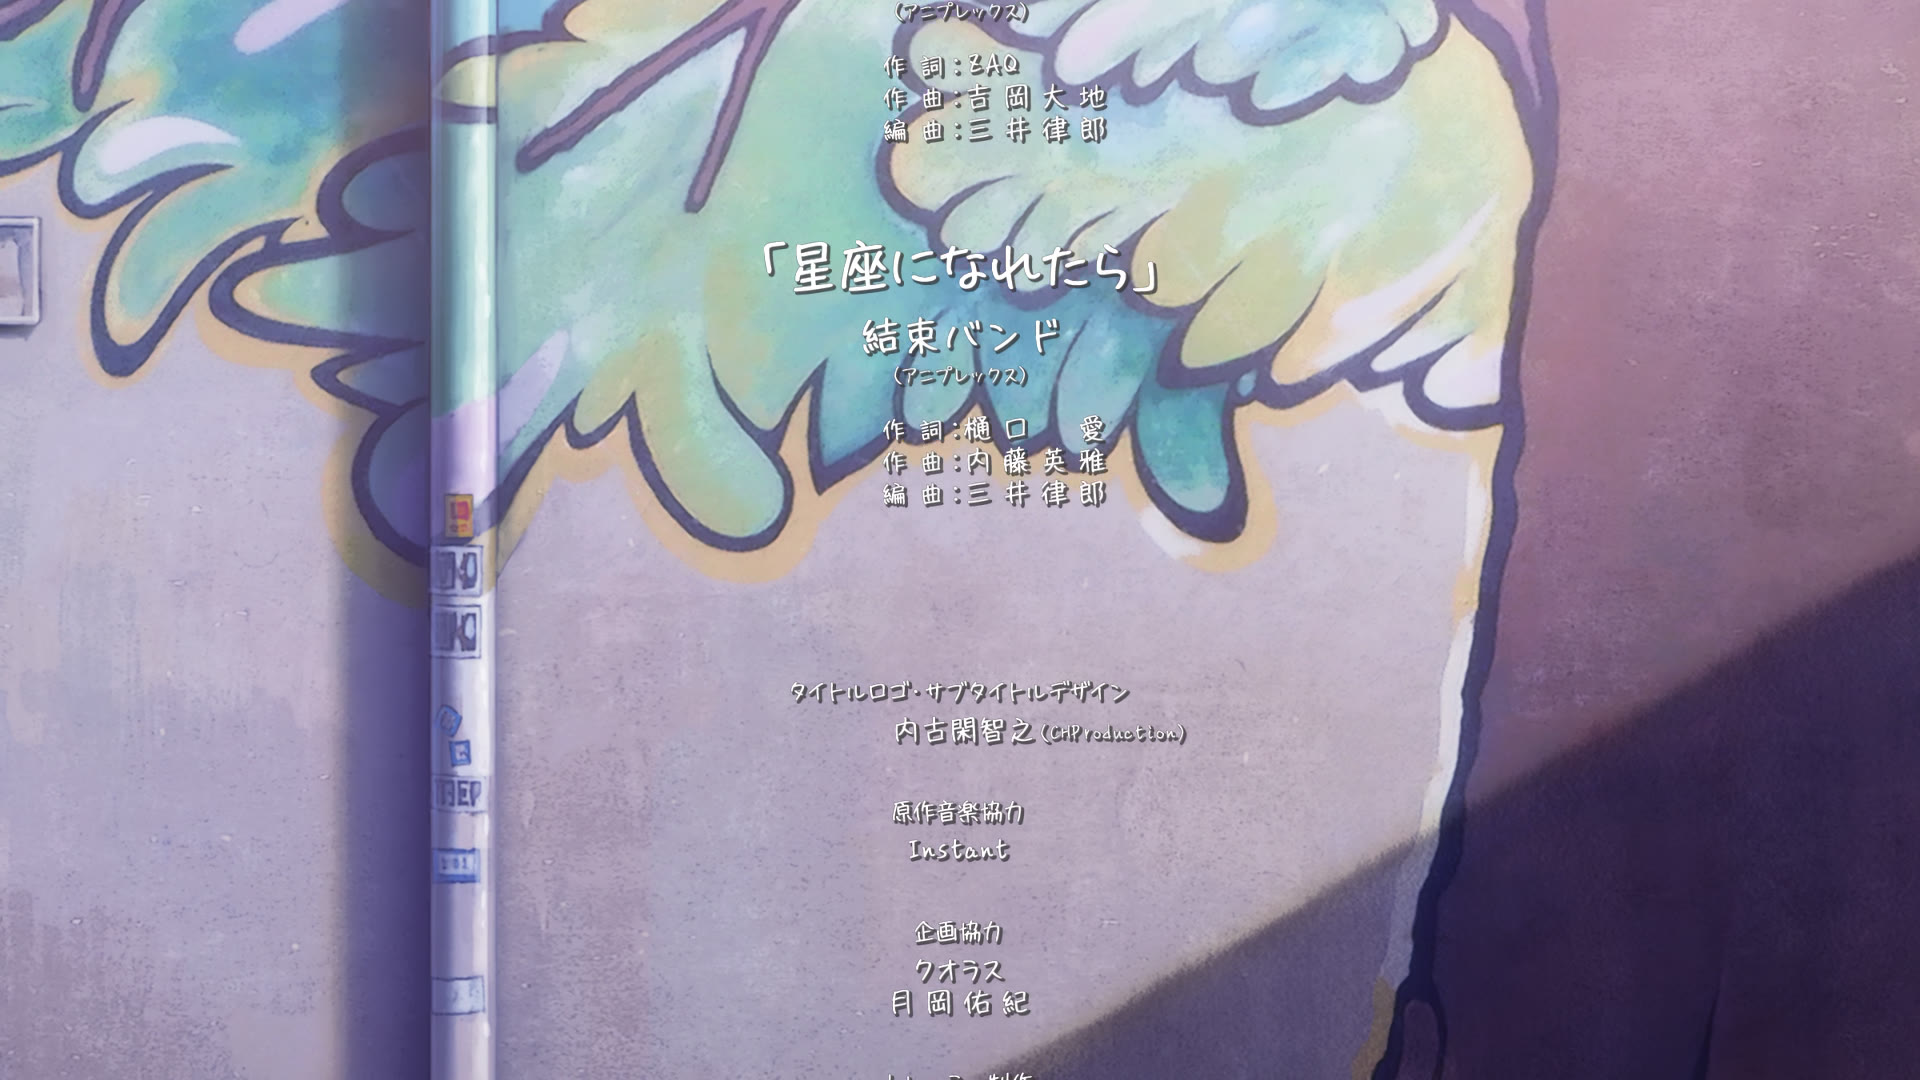 (アニプレックス)
作詞:ZAQ
作曲:吉岡大地
編曲:三井律郎
「星座になれたら」
結束バンド
(アニプレックス)
作詞:樋口 愛
作曲:内藤英雅
編曲:三井律郎
タイトルロゴ・サブタイトルデザイン
内古閑智之(CHProduction)
原作音楽協力
Instant
企画協力
クオラス
月岡佑紀